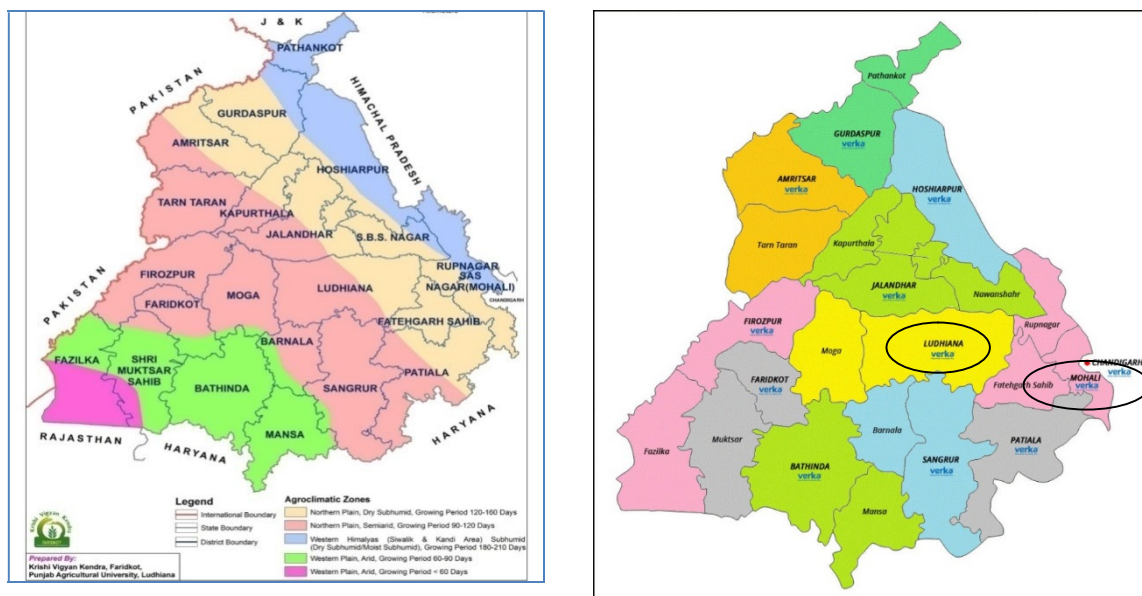 J & K
PATHANKOT
PAKISTAN
HIMACHAL PRADESH
GURDASPUR
AMRITSAR
HOSHIARPUR
TARN TARAN
KAPURTHALA
JALANDHAR
S.B.S. NAGAR
RUPNAGAR
SAS
NAGAR(MOHALI)
CHANDIGARH
PAKISTAN
FIROZPUR
MOGA
LUDHIANA
FARIDKOT
FATEHGARH SAHIB
BARNALA
FAZILKA
SHRI
MUKTSAR
SAHIB
BATHINDA
SANGRUR
PATIALA
MANSA
RAJASTHAN
HARYANA
HARYANA
Legend
International Boundary
State Boundary
District Boundary
Agroclimatic Zones
Northern Plain, Dry Subhumid, Growing Period 120-160 Days
Northern Plain, Semiarid, Growing Period 90-120 Days
Western Himalyas (Siwalik & Kandi Area) Subhumid
(Dry Subhumid/Moist Subhumid), Growing Period 180-210 Days
Western Plain, Arid, Growing Period 60-90 Days
Western Plain, Arid, Growing Period < 60 Days
Krishi Vigyan Kendra
Prepared By:
Krishi Vigyan Kendra, Faridkot,
Punjab Agricultural University, Ludhiana
Pathankot
GURDASPUR
verka
AMRITSAR
verka
HOSHIARPUR
verka
Tarn Taran
Kapurthala
JALANDHAR
verka
Nawanshahr
FIROZPUR
verka
Moga
LUDHIANA
verka
Rupnagar
CHANDIGARH
verka
FARIDKOT
verka
Fatehgarh Sahib
MOHALI
verka
Muktsar
Barnala
PATIALA
verka
Fazilka
BATHINDA
verka
SANGRUR
verka
Mansa